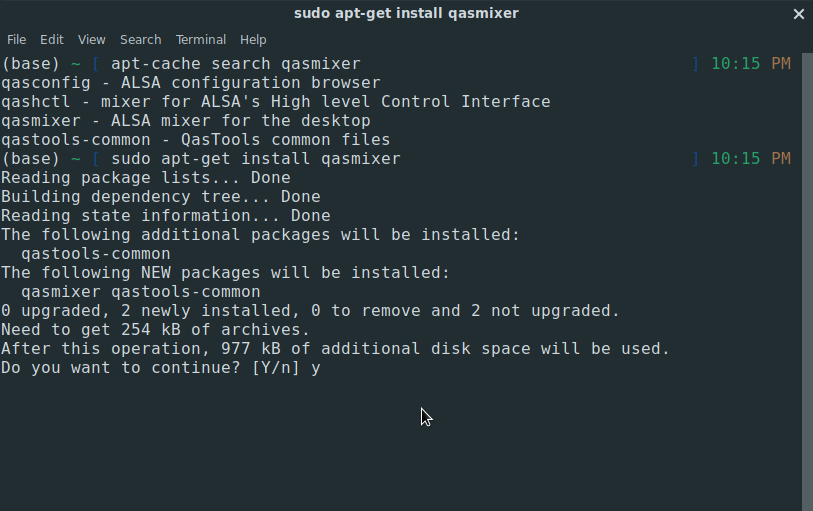 sudo apt-get install qasmixer ×
File Edit View Search Terminal Help
(base) ~ [ apt-cache search qasmixer ] 10:15 PM
qasconfig - ALSA configuration browser
qashctl - mixer for ALSA's High level Control Interface
qasmixer - ALSA mixer for the desktop
qastools-common - QasTools common files
(base) ~ [ sudo apt-get install qasmixer ] 10:15 PM
Reading package lists... Done
Building dependency tree... Done
Reading state information... Done
The following additional packages will be installed:
  qastools-common
The following NEW packages will be installed:
  qasmixer qastools-common
0 upgraded, 2 newly installed, 0 to remove and 2 not upgraded.
Need to get 254 kB of archives.
After this operation, 977 kB of additional disk space will be used.
Do you want to continue? [Y/n] y